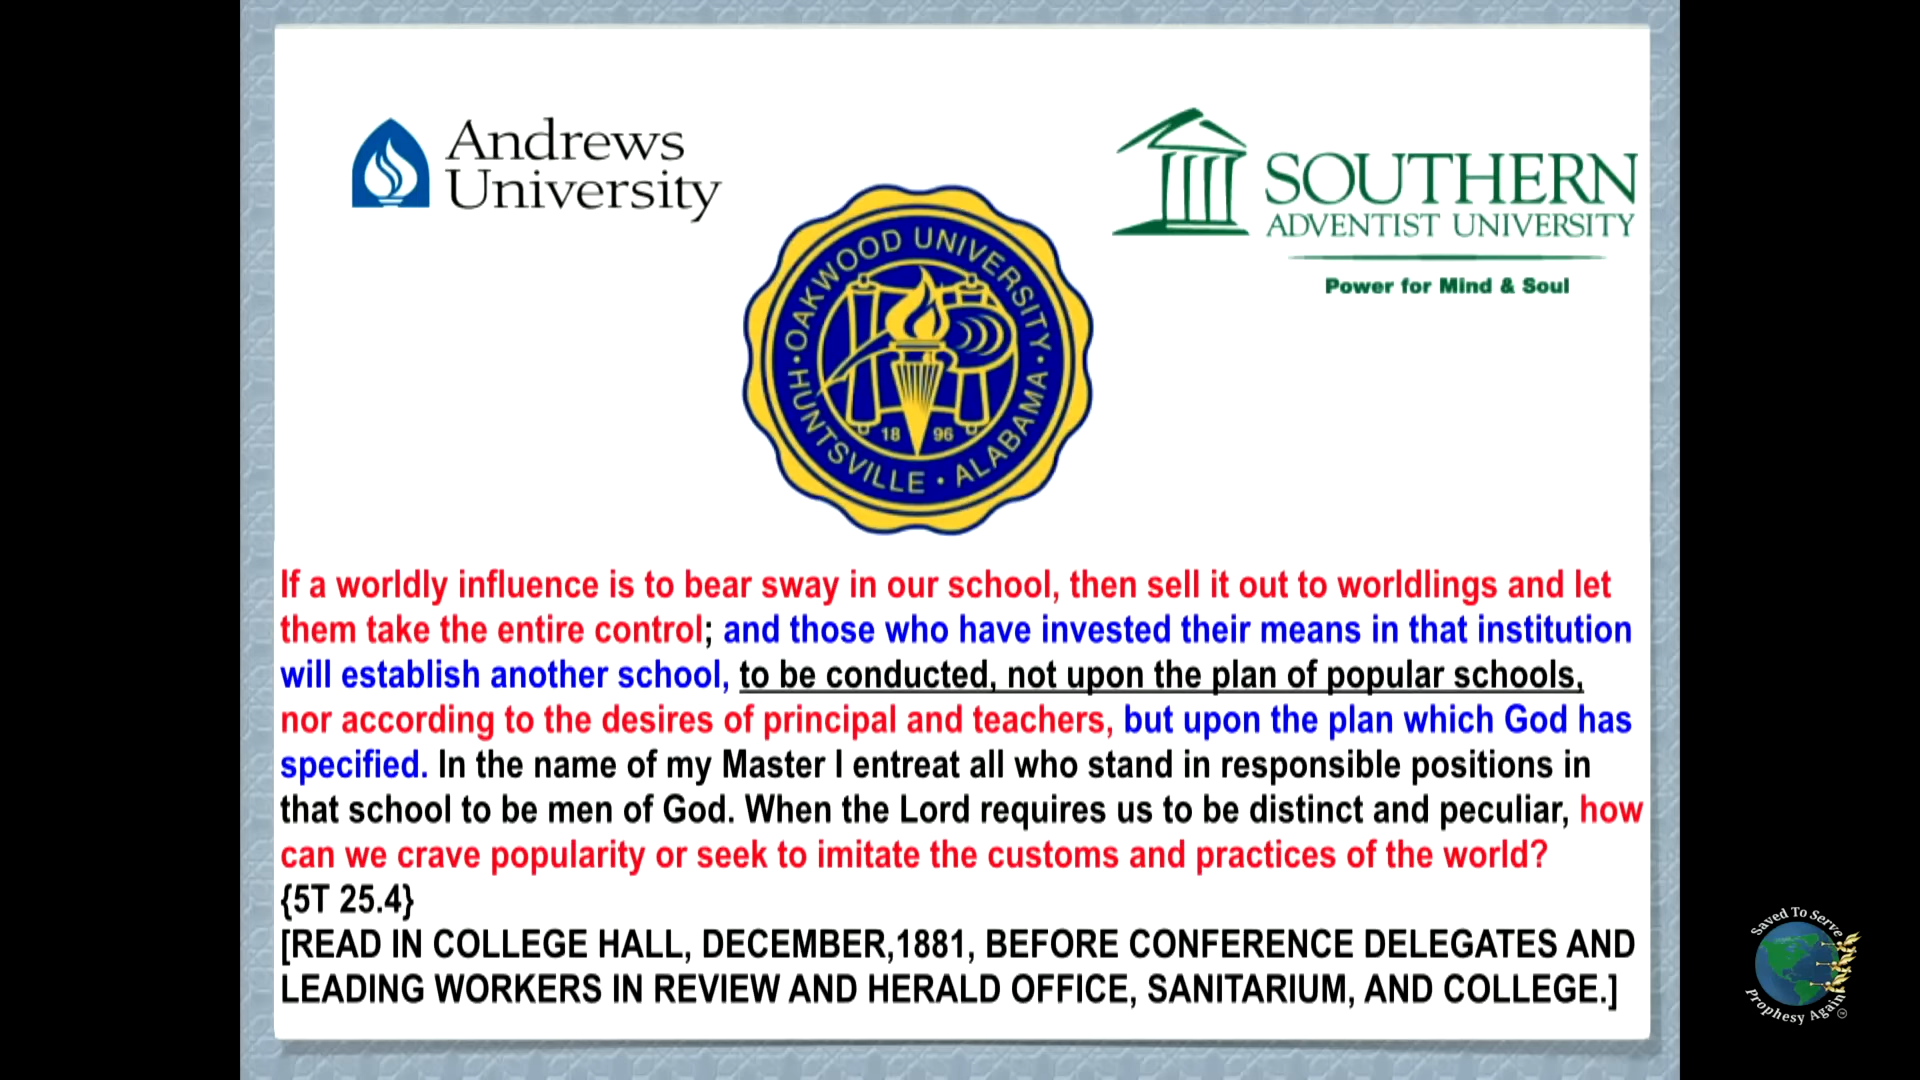 Andrews
University
SOUTHERN
ADVENTIST UNIVERSITY
Power for Mind & Soul
OAKWOOD UNIVERSITY
HUNTSVILLE • ALABAMA
18 96
If a worldly influence is to bear sway in our school, then sell it out to worldlings and let
them take the entire control; and those who have invested their means in that institution
will establish another school, to be conducted, not upon the plan of popular schools,
nor according to the desires of principal and teachers, but upon the plan which God has
specified. In the name of my Master I entreat all who stand in responsible positions in
that school to be men of God. When the Lord requires us to be distinct and peculiar, how
can we crave popularity or seek to imitate the customs and practices of the world?
{5T 25.4}
[READ IN COLLEGE HALL, DECEMBER,1881, BEFORE CONFERENCE DELEGATES AND
LEADING WORKERS IN REVIEW AND HERALD OFFICE, SANITARIUM, AND COLLEGE.]
Saved To Serve
Prophesy Again